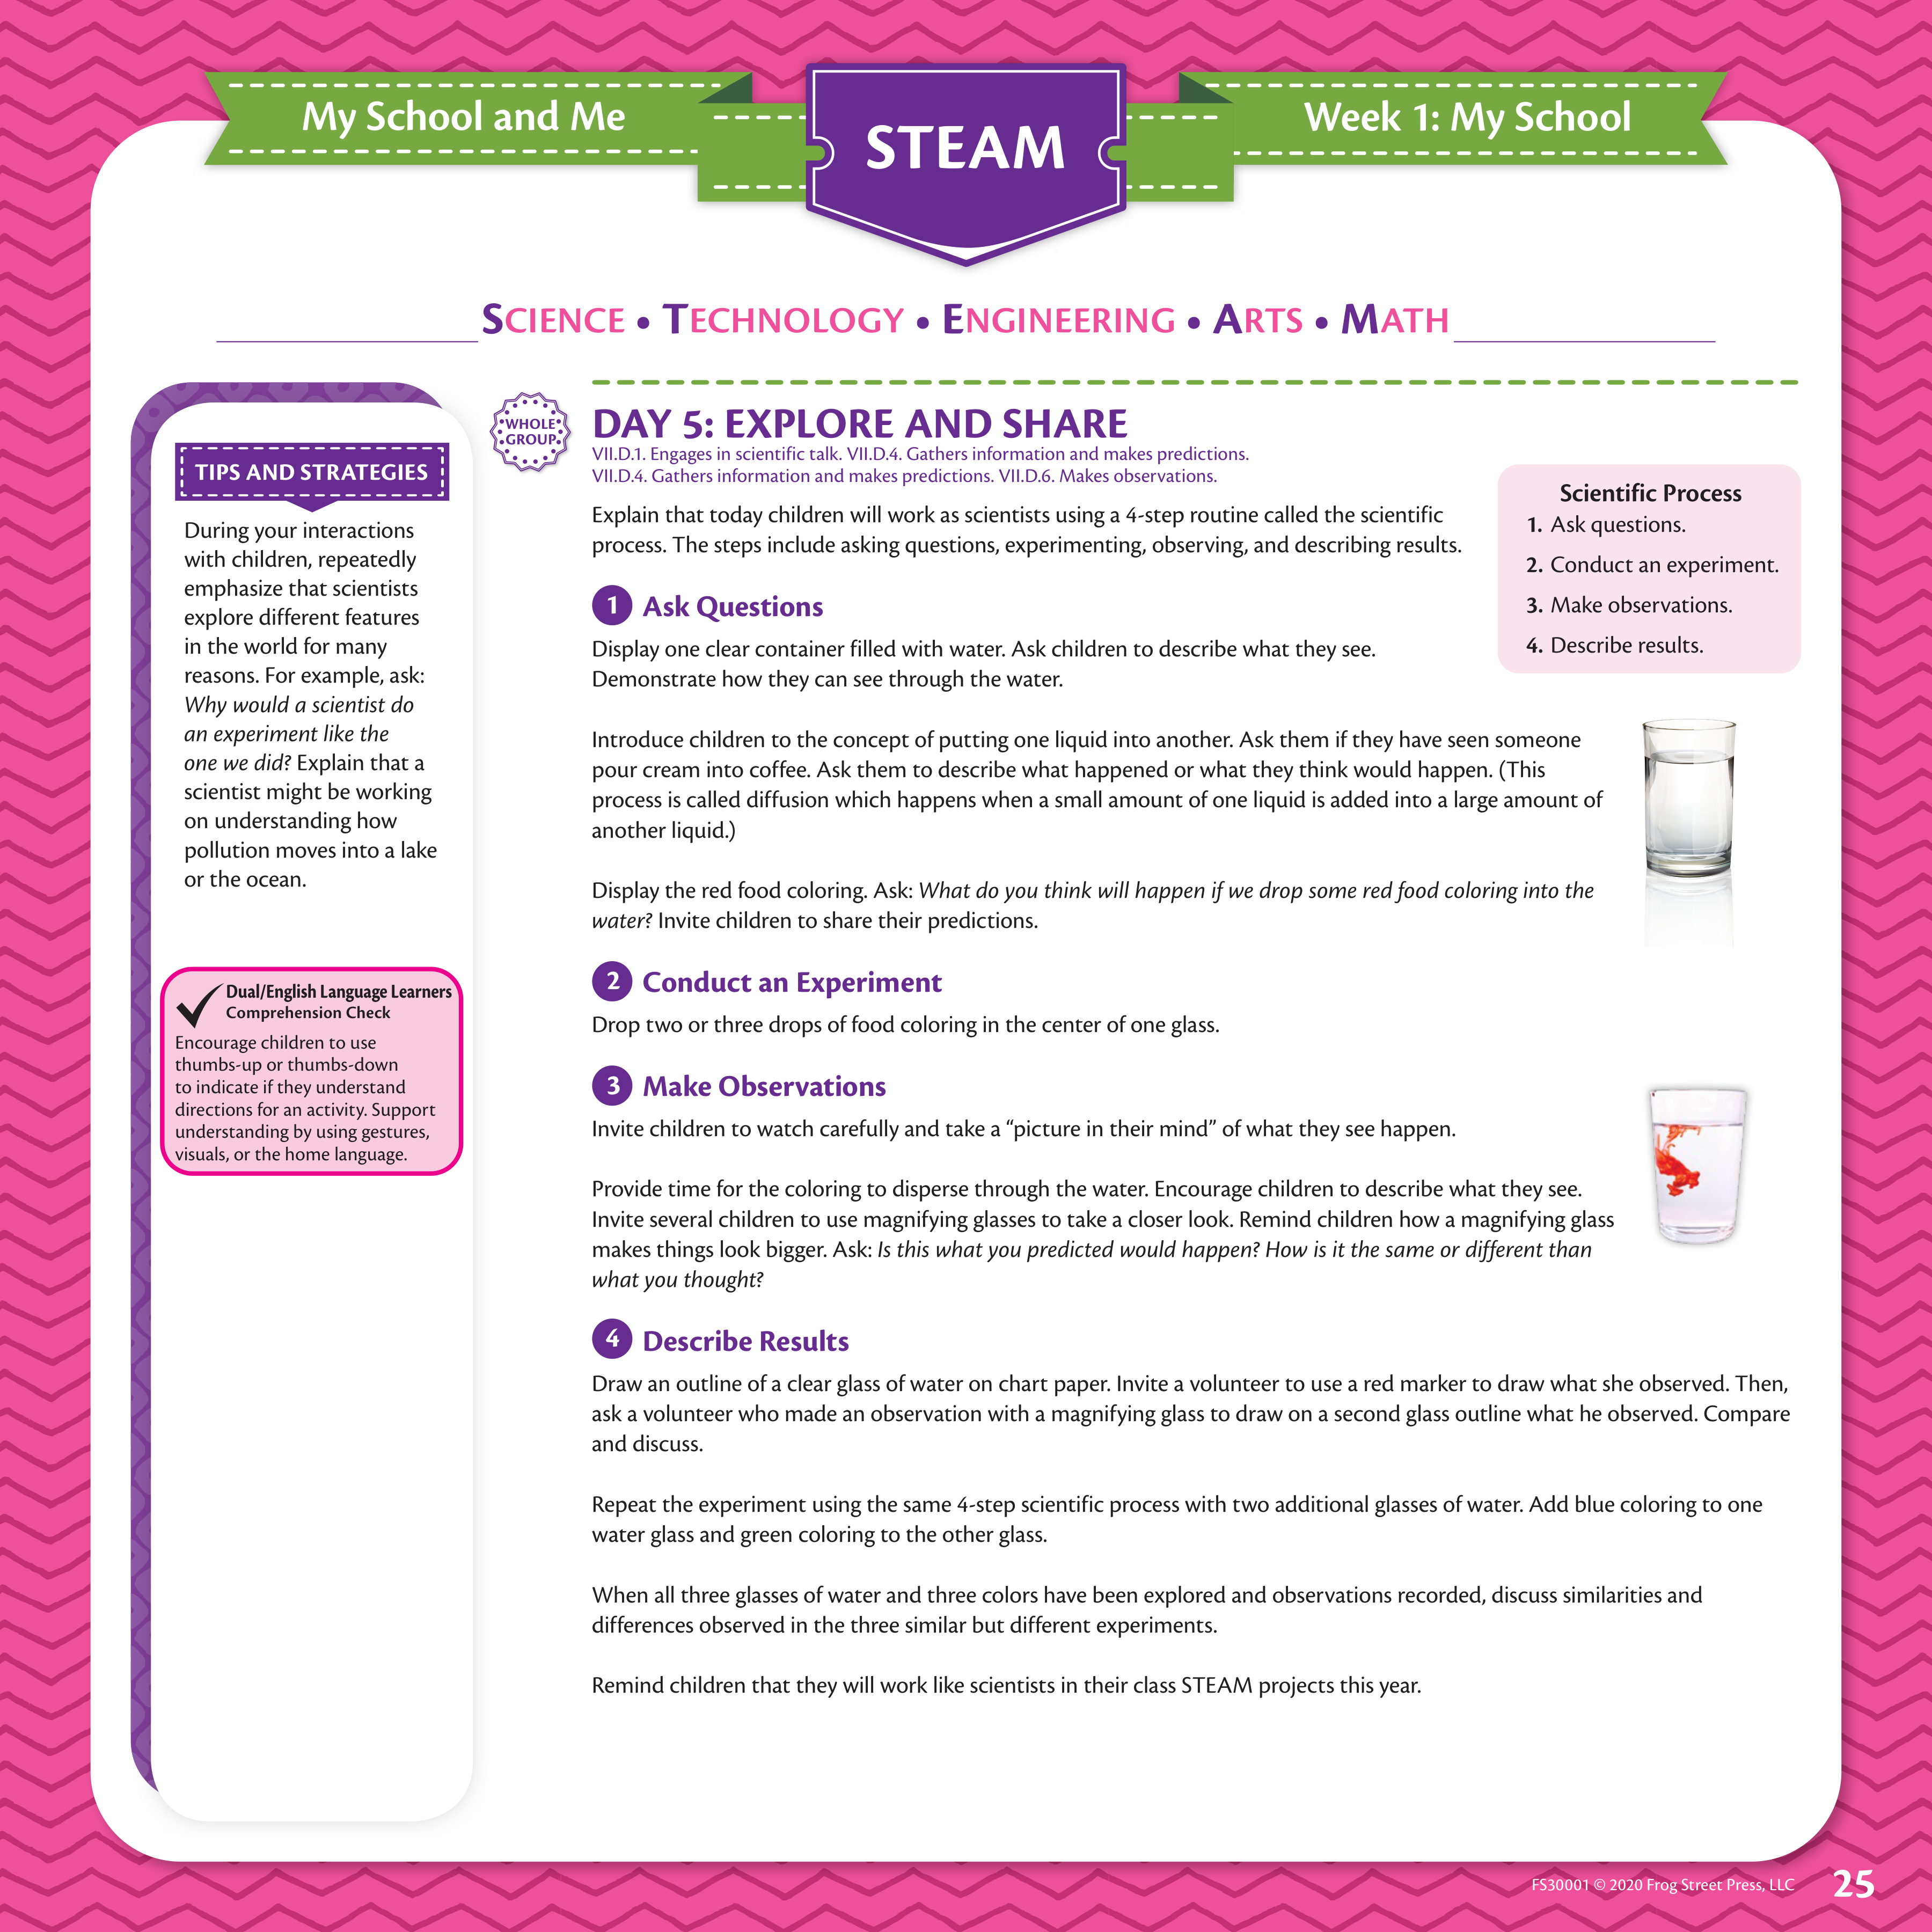 My School and Me
STEAM
Week 1: My School
SCIENCE • TECHNOLOGY • ENGINEERING • ARTS • MATH
TIPS AND STRATEGIES
During your interactions
with children, repeatedly
emphasize that scientists
explore different features
in the world for many
reasons. For example, ask:
Why would a scientist do
an experiment like the
one we did? Explain that a
scientist might be working
on understanding how
pollution moves into a lake
or the ocean.
Dual/English Language Learners
Comprehension Check
Encourage children to use
thumbs-up or thumbs-down
to indicate if they understand
directions for an activity. Support
understanding by using gestures,
visuals, or the home language.
WHOLE
GROUP
DAY 5: EXPLORE AND SHARE
VII.D.1. Engages in scientific talk. VII.D.4. Gathers information and makes predictions.
VII.D.4. Gathers information and makes predictions. VII.D.6. Makes observations.
Explain that today children will work as scientists using a 4-step routine called the scientific
process. The steps include asking questions, experimenting, observing, and describing results.
Scientific Process
1. Ask questions.
2. Conduct an experiment.
3. Make observations.
4. Describe results.
1 Ask Questions
Display one clear container filled with water. Ask children to describe what they see.
Demonstrate how they can see through the water.
Introduce children to the concept of putting one liquid into another. Ask them if they have seen someone
pour cream into coffee. Ask them to describe what happened or what they think would happen. (This
process is called diffusion which happens when a small amount of one liquid is added into a large amount of
another liquid.)
Display the red food coloring. Ask: What do you think will happen if we drop some red food coloring into the
water? Invite children to share their predictions.
2 Conduct an Experiment
Drop two or three drops of food coloring in the center of one glass.
3 Make Observations
Invite children to watch carefully and take a “picture in their mind” of what they see happen.
Provide time for the coloring to disperse through the water. Encourage children to describe what they see.
Invite several children to use magnifying glasses to take a closer look. Remind children how a magnifying glass
makes things look bigger. Ask: Is this what you predicted would happen? How is it the same or different than
what you thought?
4 Describe Results
Draw an outline of a clear glass of water on chart paper. Invite a volunteer to use a red marker to draw what she observed. Then,
ask a volunteer who made an observation with a magnifying glass to draw on a second glass outline what he observed. Compare
and discuss.
Repeat the experiment using the same 4-step scientific process with two additional glasses of water. Add blue coloring to one
water glass and green coloring to the other glass.
When all three glasses of water and three colors have been explored and observations recorded, discuss similarities and
differences observed in the three similar but different experiments.
Remind children that they will work like scientists in their class STEAM projects this year.
FS30001 © 2020 Frog Street Press, LLC
25